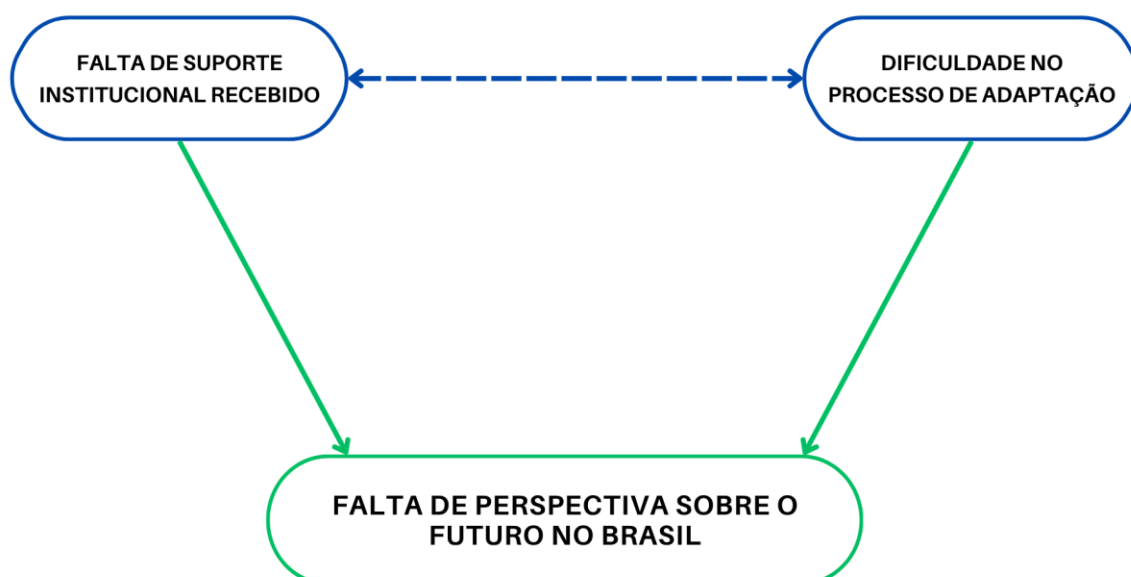 FALTA DE SUPORTE
INSTITUCIONAL RECEBIDO
DIFICULDADE NO
PROCESSO DE ADAPTAÇÃO
FALTA DE PERSPECTIVA SOBRE O
FUTURO NO BRASIL